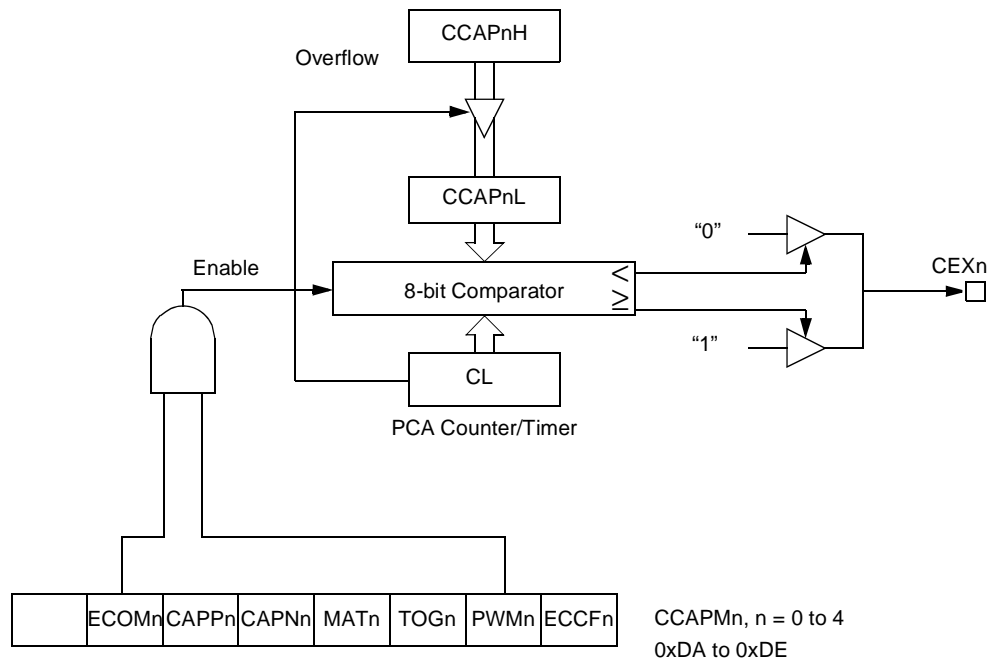 CCAPnH
Overflow
CCAPnL
“0”
<
CEXn
Enable
8-bit Comparator
≥
“1”
CL
PCA Counter/Timer
ECOMn CAPPn CAPNn MATn TOGn PWMn ECCFn
CCAPMn, n = 0 to 4
0xDA to 0xDE